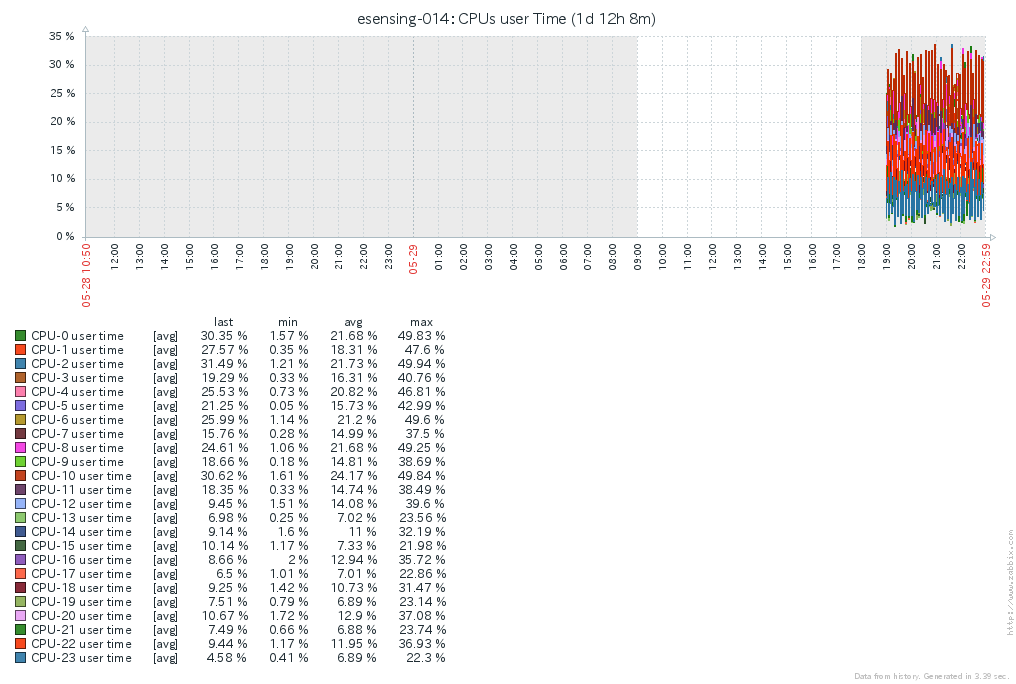 esensing-014: CPUs user Time (1d 12h 8m)
35 %
30 %
25 %
20 %
15 %
10 %
5 %
0 %
05-28 10:50
12:00
13:00
14:00
15:00
16:00
17:00
18:00
19:00
20:00
21:00
22:00
23:00
05-29
01:00
02:00
03:00
04:00
05:00
06:00
07:00
08:00
09:00
10:00
11:00
12:00
13:00
14:00
15:00
16:00
17:00
18:00
19:00
20:00
21:00
22:00
05-29 22:59
last min avg max
CPU-0 user time [avg] 30.35 % 1.57 % 21.68 % 49.83 %
CPU-1 user time [avg] 27.57 % 0.35 % 18.31 % 47.6 %
CPU-2 user time [avg] 31.49 % 1.21 % 21.73 % 49.94 %
CPU-3 user time [avg] 19.29 % 0.33 % 16.31 % 40.76 %
CPU-4 user time [avg] 25.53 % 0.73 % 20.82 % 46.81 %
CPU-5 user time [avg] 21.25 % 0.05 % 15.73 % 42.99 %
CPU-6 user time [avg] 25.99 % 1.14 % 21.2 % 49.6 %
CPU-7 user time [avg] 15.76 % 0.28 % 14.99 % 37.5 %
CPU-8 user time [avg] 24.61 % 1.06 % 21.68 % 49.25 %
CPU-9 user time [avg] 18.66 % 0.18 % 14.81 % 38.69 %
CPU-10 user time [avg] 30.62 % 1.61 % 24.17 % 49.84 %
CPU-11 user time [avg] 18.35 % 0.33 % 14.74 % 38.49 %
CPU-12 user time [avg] 9.45 % 1.51 % 14.08 % 39.6 %
CPU-13 user time [avg] 6.98 % 0.25 % 7.02 % 23.56 %
CPU-14 user time [avg] 9.14 % 1.6 % 11 % 32.19 %
CPU-15 user time [avg] 10.14 % 1.17 % 7.33 % 21.98 %
CPU-16 user time [avg] 8.66 % 2 % 12.94 % 35.72 %
CPU-17 user time [avg] 6.5 % 1.01 % 7.01 % 22.86 %
CPU-18 user time [avg] 9.25 % 1.42 % 10.73 % 31.47 %
CPU-19 user time [avg] 7.51 % 0.79 % 6.89 % 23.14 %
CPU-20 user time [avg] 10.67 % 1.72 % 12.9 % 37.08 %
CPU-21 user time [avg] 7.49 % 0.66 % 6.88 % 23.74 %
CPU-22 user time [avg] 9.44 % 1.17 % 11.95 % 36.93 %
CPU-23 user time [avg] 4.58 % 0.41 % 6.89 % 22.3 %
http://www.zabbix.com
Data from history. Generated in 3.39 sec.